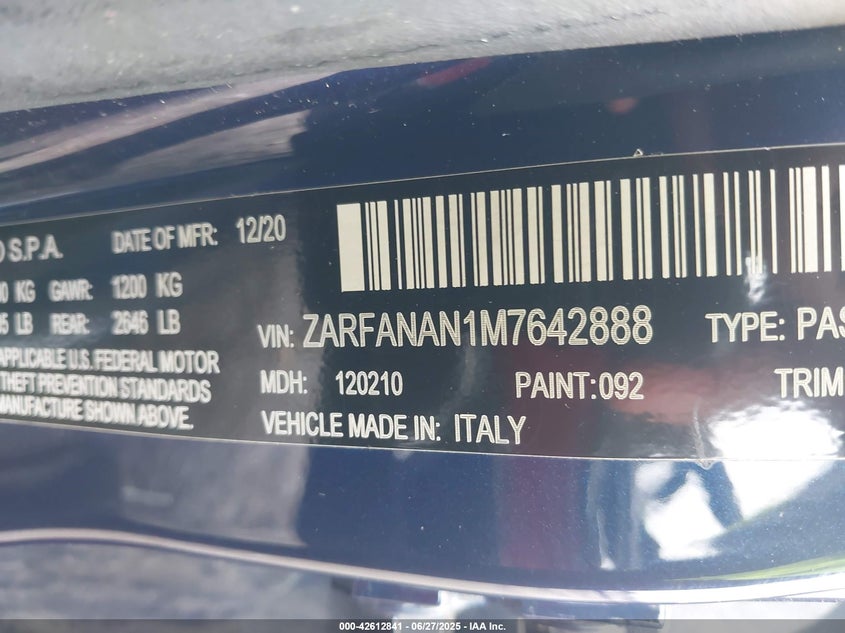 S.P.A. DATE OF MFR: 12/20
KG GAWR: 1200 KG
LB REAR: 2646 LB
APPLICABLE U.S. FEDERAL MOTOR
THEFT PREVENTION STANDARDS
MANUFACTURE SHOWN ABOVE.
VIN: ZARFANAN1M7642888 TYPE: PAS
MDH: 120210 PAINT:092 TRIM
VEHICLE MADE IN: ITALY
000-42612841 - 06/27/2025 - IAA Inc.